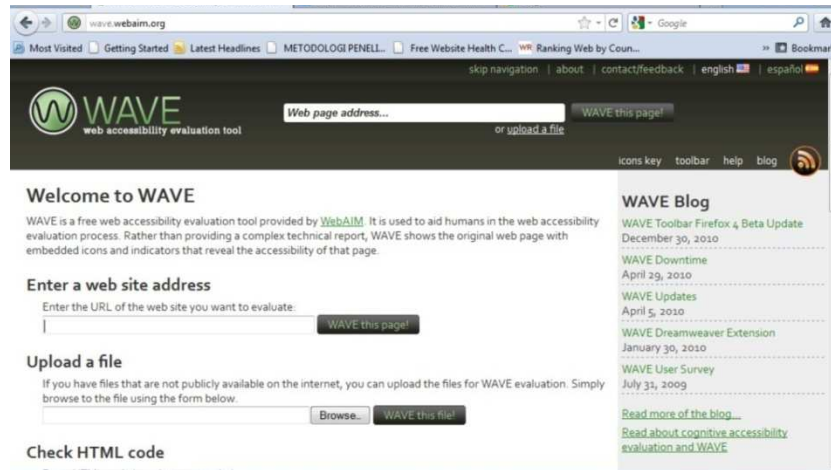 wave.webaim.org
Google
Most Visited Getting Started Latest Headlines METODOLOGI PENELI... Free Website Health C... WR Ranking Web by Coun... » Bookmar
skip navigation | about | contact/feedback | english | español
WAVE
web accessibility evaluation tool
Web page address...
WAVE this page!
or upload a file
icons key toolbar help blog
Welcome to WAVE
WAVE is a free web accessibility evaluation tool provided by WebAIM. It is used to aid humans in the web accessibility
evaluation process. Rather than providing a complex technical report, WAVE shows the original web page with
embedded icons and indicators that reveal the accessibility of that page.
Enter a web site address
Enter the URL of the web site you want to evaluate:
WAVE this page!
Upload a file
If you have files that are not publicly available on the internet, you can upload the files for WAVE evaluation. Simply
browse to the file using the form below.
Browse... WAVE this file!
Check HTML code
WAVE Blog
WAVE Toolbar Firefox 4 Beta Update
December 30, 2010
WAVE Downtime
April 29, 2010
WAVE Updates
April 5, 2010
WAVE Dreamweaver Extension
January 30, 2010
WAVE User Survey
July 31, 2009
Read more of the blog...
Read about cognitive accessibility
evaluation and WAVE